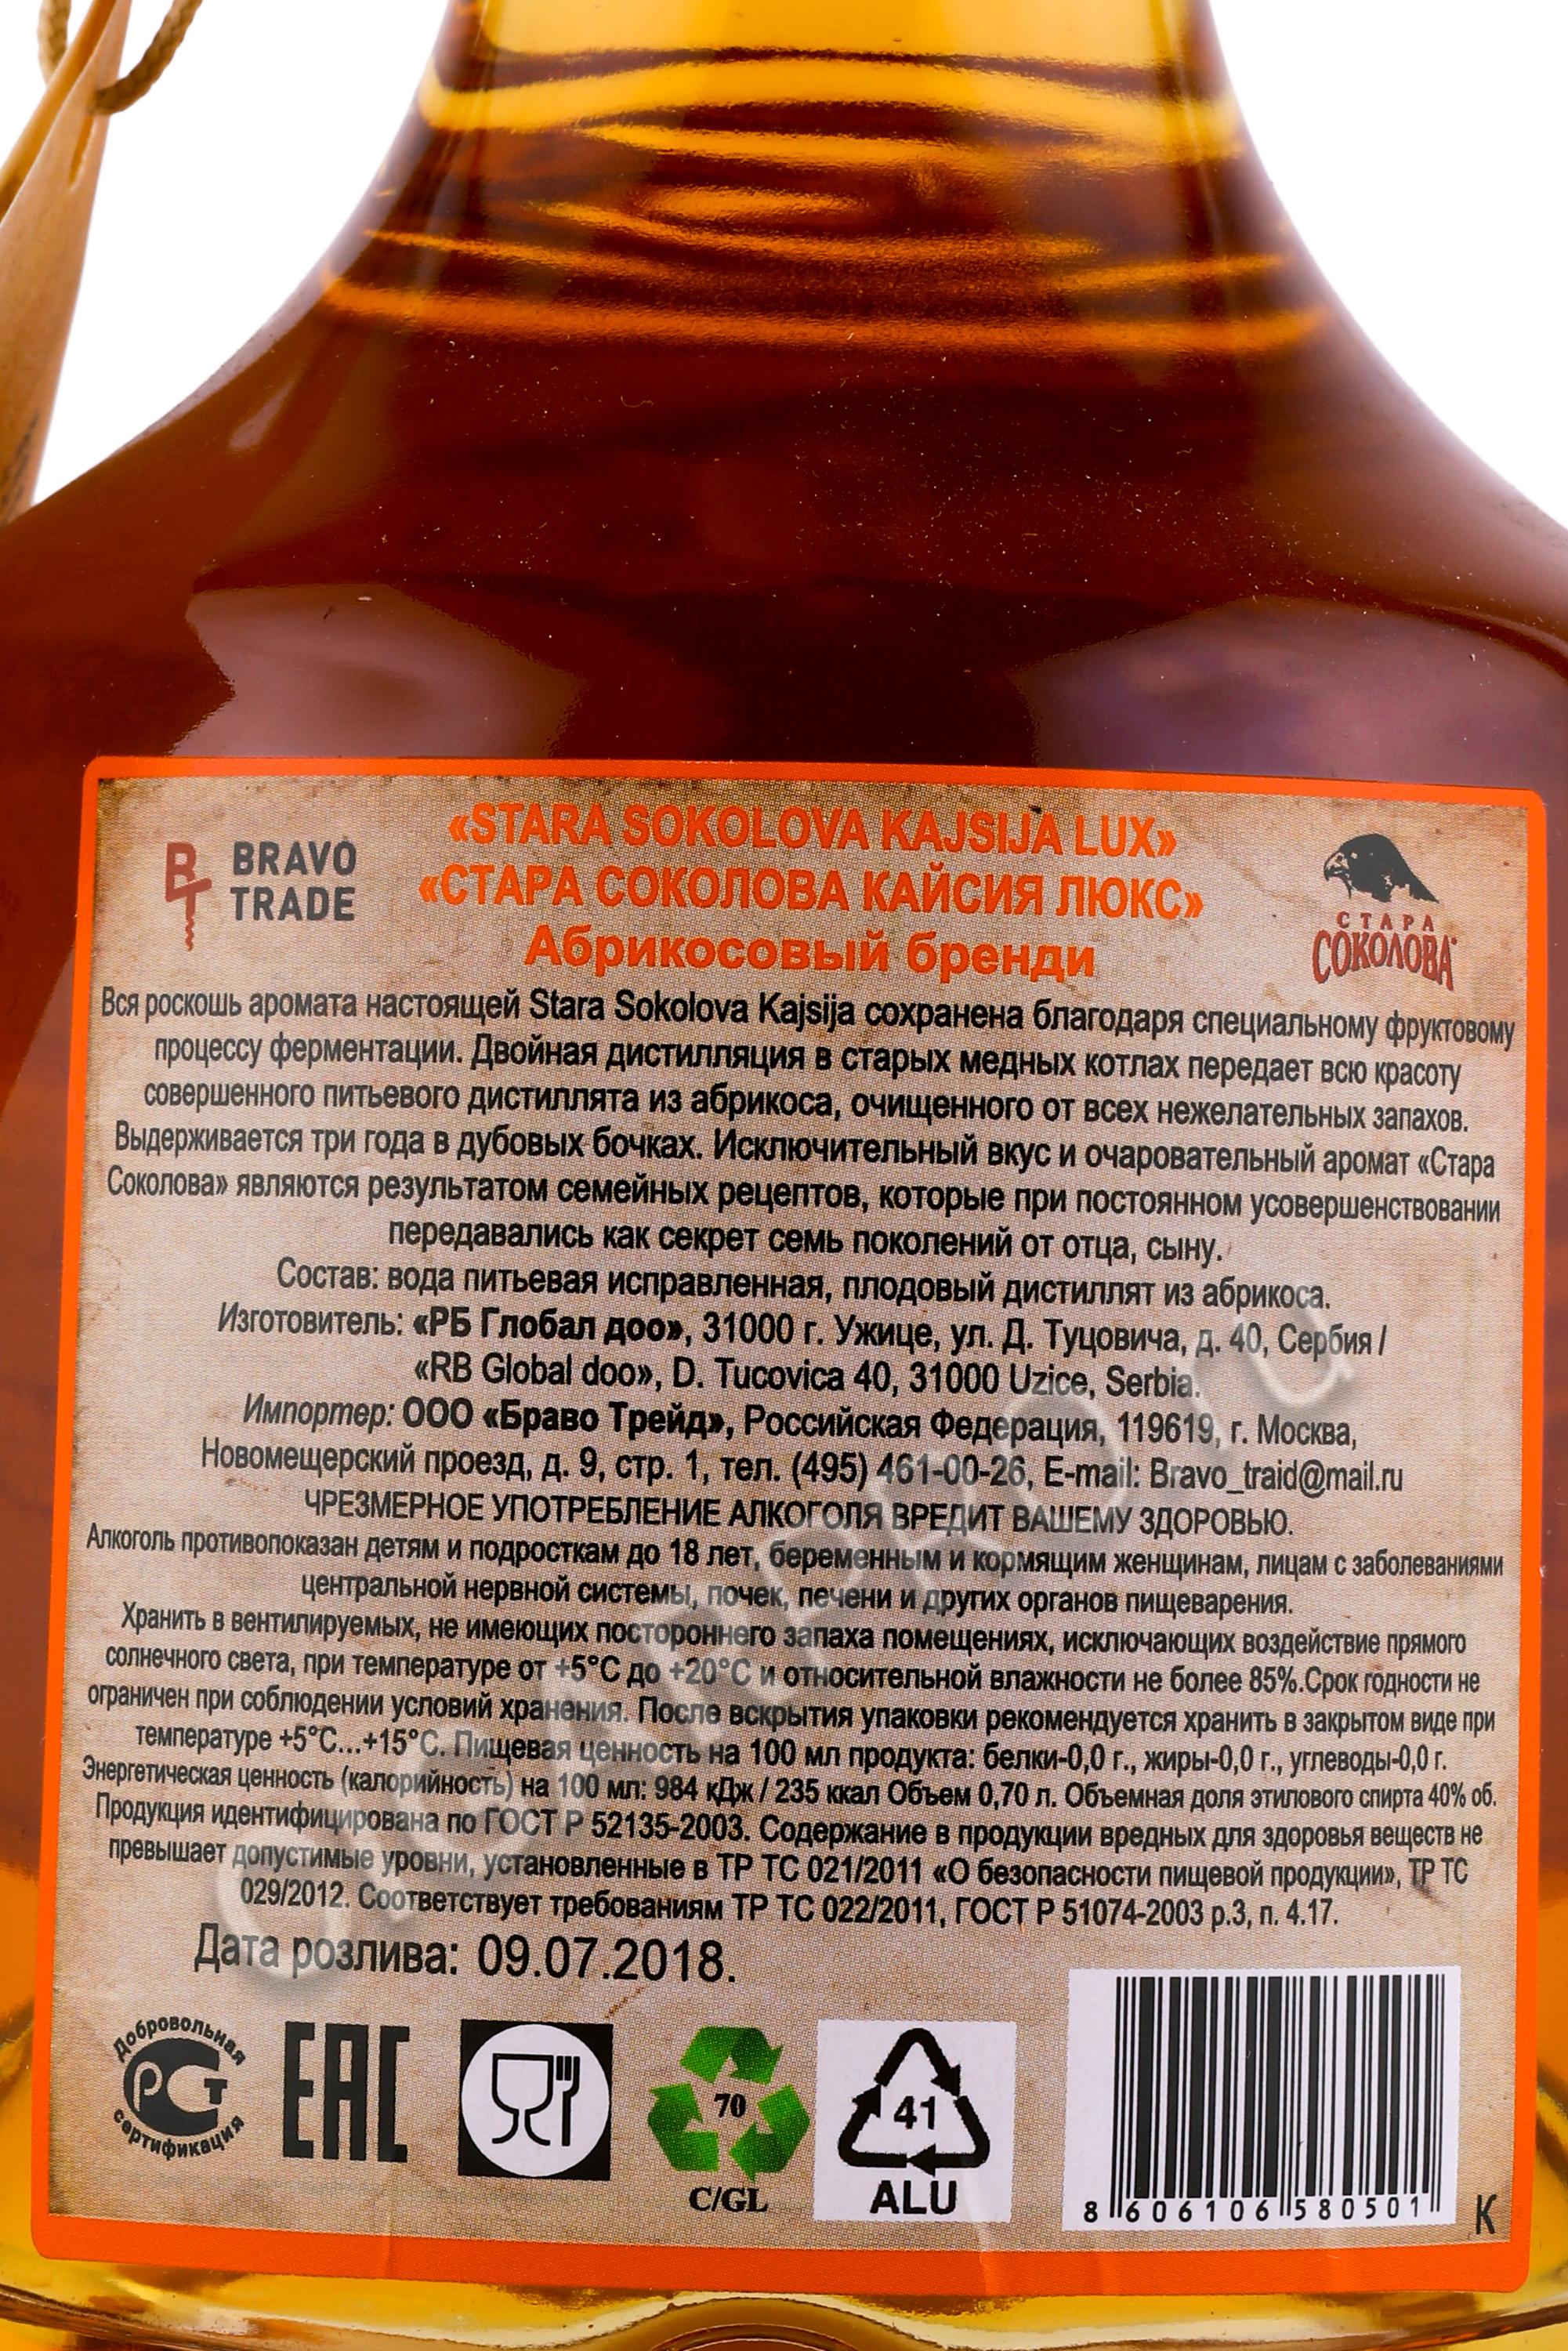 «STARA SOKOLOVA KAJSIJA LUX»
BRAVO
TRADE
«СТАРА СОКОЛОВА КАЙСИЯ ЛЮКС»
Абрикосовый бренди
СТАРА
СОКОЛОВА
Вся роскошь аромата настоящей Stara Sokolova Kajsija сохранена благодаря специальному фруктовому
процессу ферментации. Двойная дистилляция в старых медных котлах передает всю красоту
совершенного питьевого дистиллята из абрикоса, очищенного от всех нежелательных запахов.
Выдерживается три года в дубовых бочках. Исключительный вкус и очаровательный аромат «Стара
Соколова» являются результатом семейных рецептов, которые при постоянном усовершенствовании
передавались как секрет семь поколений от отца, сыну.
Состав: вода питьевая исправленная, плодовый дистиллят из абрикоса.
Изготовитель: «РБ Глобал доо», 31000 г. Ужице, ул. Д. Туцовича, д. 40, Сербия /
«RB Global doo», D. Tucovica 40, 31000 Uzice, Serbia.
Импортер: ООО «Браво Трейд», Российская Федерация, 119619, г. Москва,
Новомещерский проезд, д. 9, стр. 1, тел. (495) 461-00-26, E-mail: Bravo_traid@mail.ru
ЧРЕЗМЕРНОЕ УПОТРЕБЛЕНИЕ АЛКОГОЛЯ ВРЕДИТ ВАШЕМУ ЗДОРОВЬЮ.
Алкоголь противопоказан детям и подросткам до 18 лет, беременным и кормящим женщинам, лицам с заболеваниями
центральной нервной системы, почек, печени и других органов пищеварения.
Хранить в вентилируемых, не имеющих постороннего запаха помещениях, исключающих воздействие прямого
солнечного света, при температуре от +5°С до +20°С и относительной влажности не более 85%.Срок годности не
ограничен при соблюдении условий хранения. После вскрытия упаковки рекомендуется хранить в закрытом виде при
температуре +5°С...+15°С. Пищевая ценность на 100 мл продукта: белки-0,0 г., жиры-0,0 г., углеводы-0,0 г.
Энергетическая ценность (калорийность) на 100 мл: 984 кДж / 235 ккал Объем 0,70 л. Объемная доля этилового спирта 40% об.
Продукция идентифицирована по ГОСТ Р 52135-2003. Содержание в продукции вредных для здоровья веществ не
превышает допустимые уровни, установленные в ТР ТС 021/2011 «О безопасности пищевой продукции», ТР ТС
029/2012. Соответствует требованиям ТР ТС 022/2011, ГОСТ Р 51074-2003 р.3, п. 4.17.
Дата розлива: 09.07.2018.
Добровольная
РСТ
сертификация
ЕАС
70
C/GL
41
ALU
8 606106 580501
К